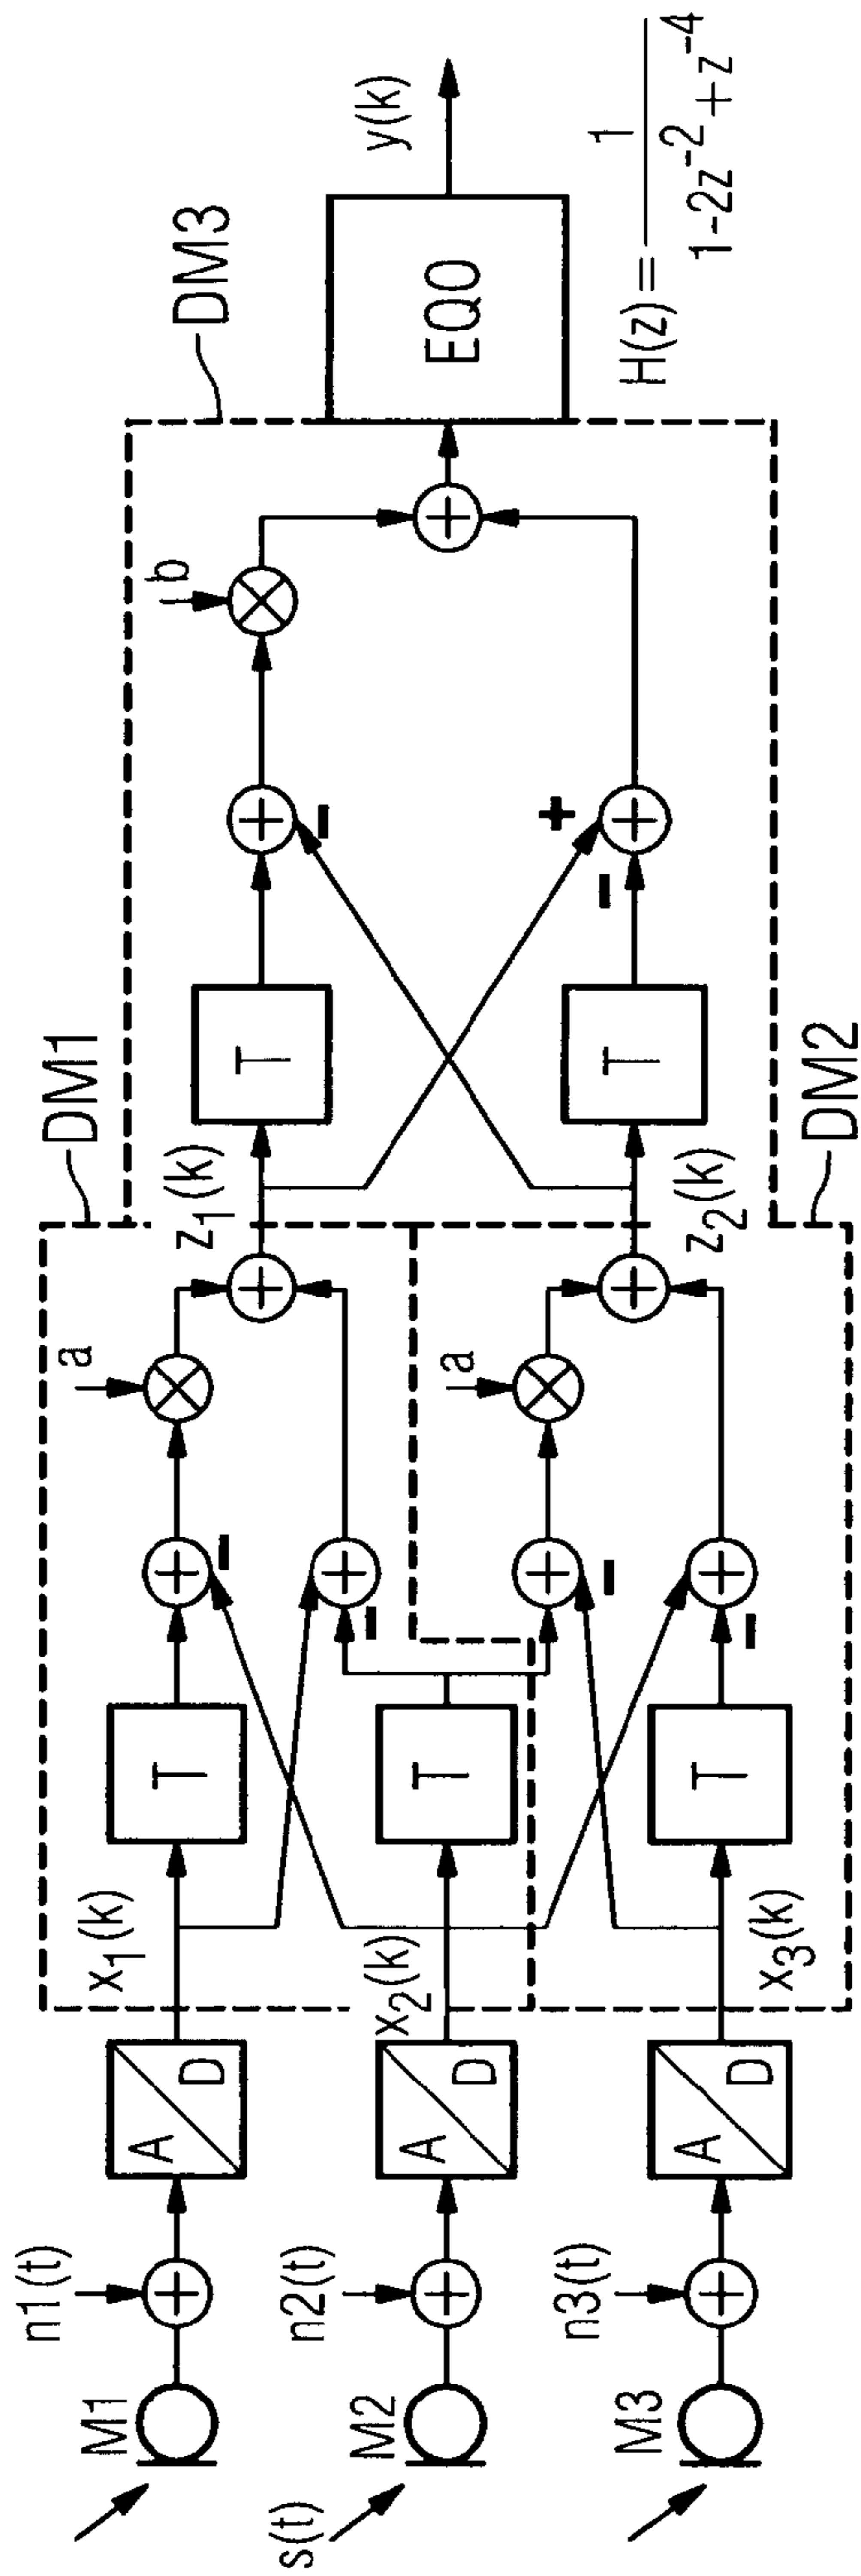 M1
n1(t)
A
D
x1(k)
T
a
DM1
z1(k)
T
b
DM3
EQ0
y(k)
H(z) = 1
1-2z-2+z-4
s(t)
M2
n2(t)
A
D
x2(k)
T
a
M3
n3(t)
A
D
x3(k)
T
z2(k)
T
DM2